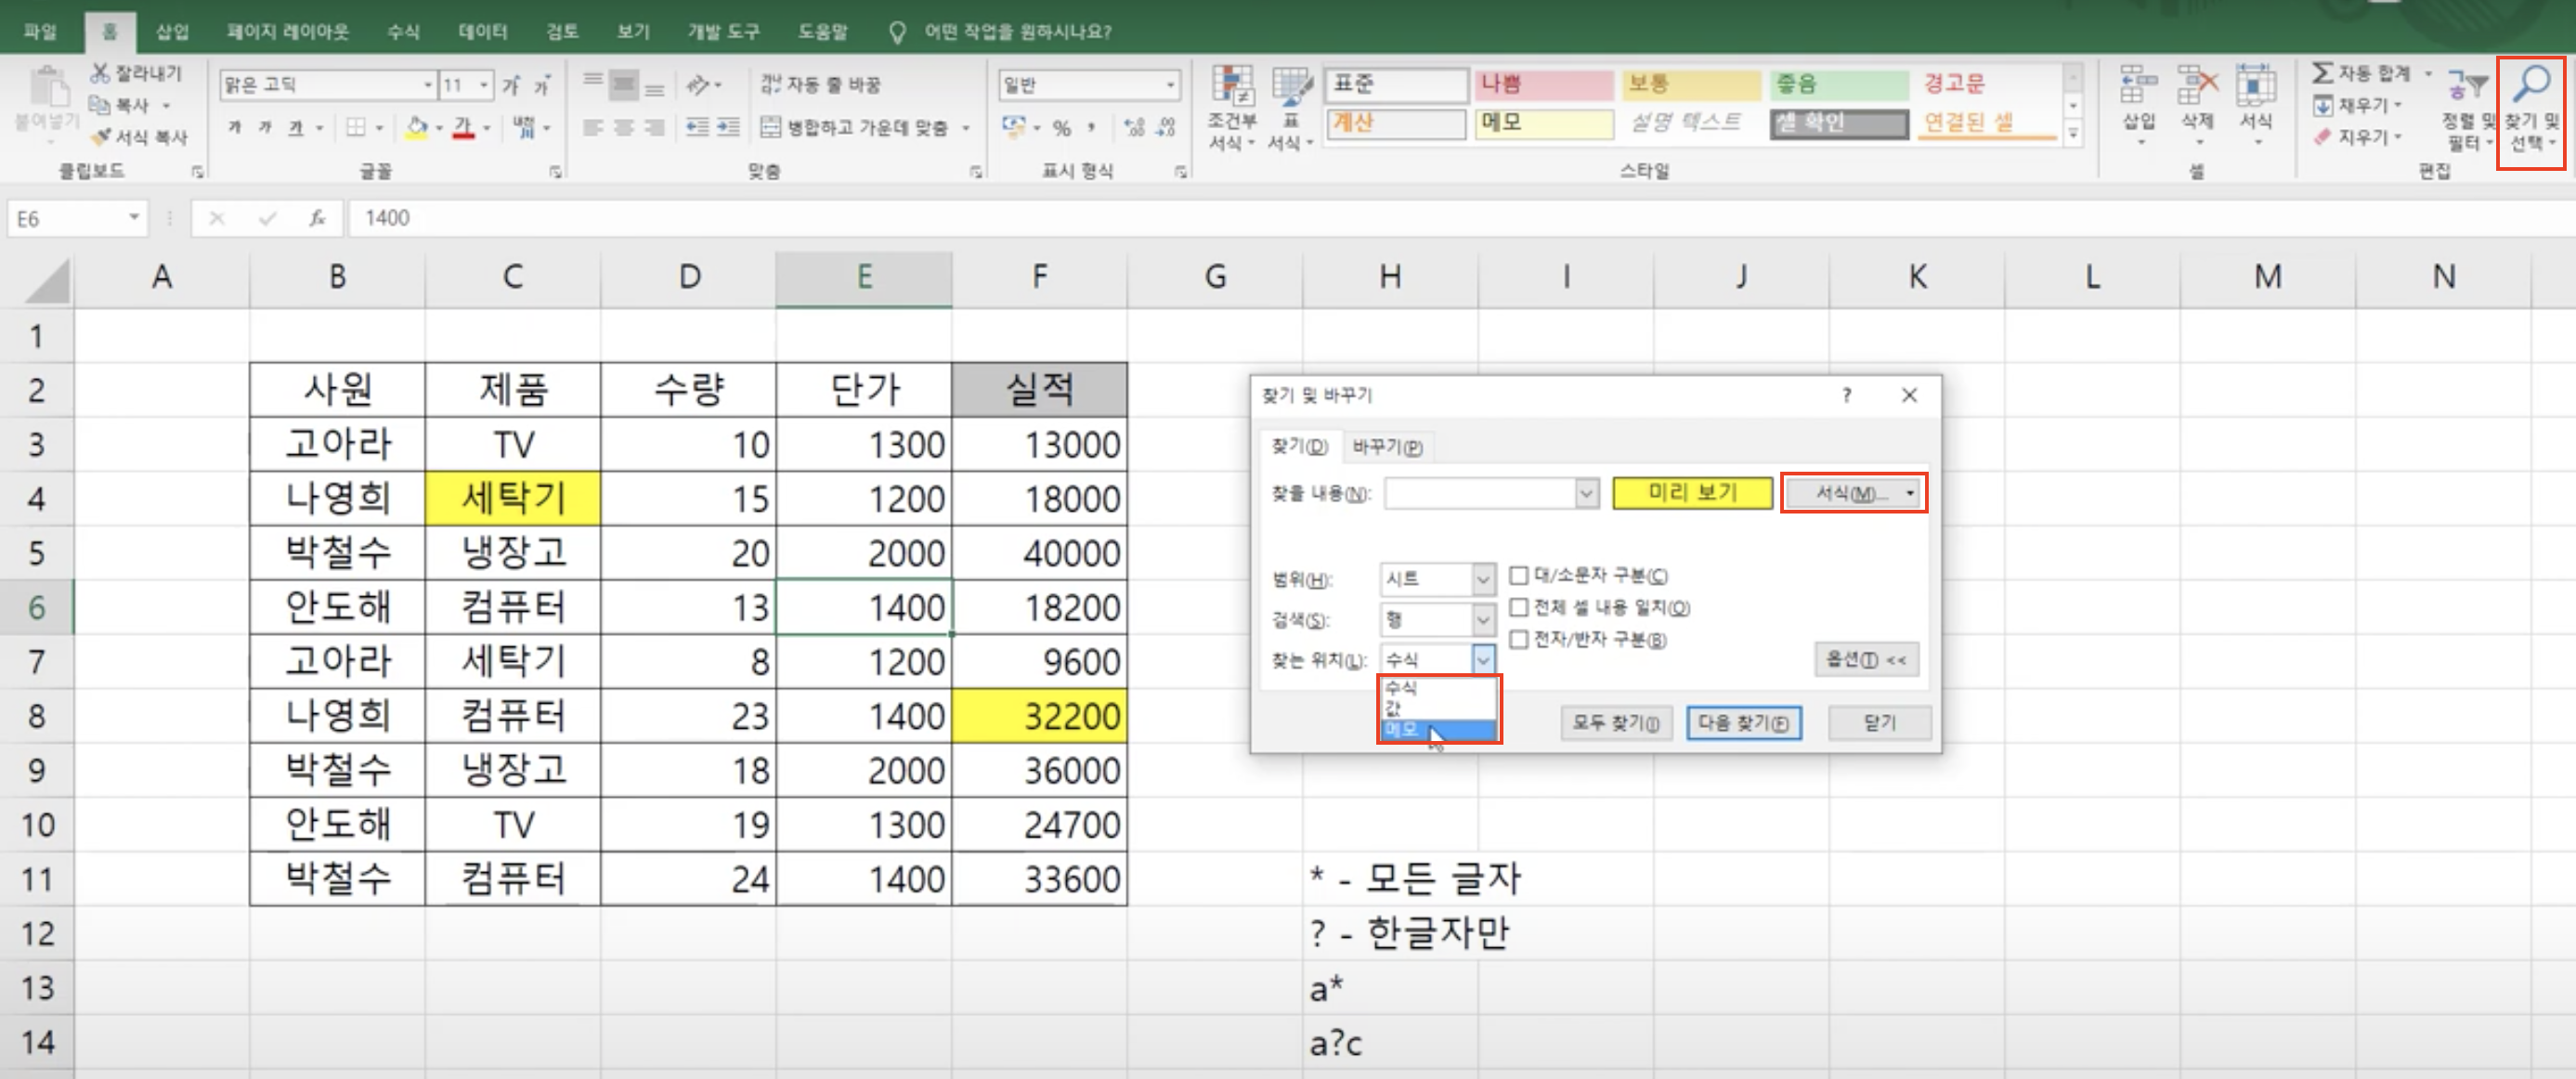 파일 홈 삽입 페이지 레이아웃 수식 데이터 검토 보기 개발 도구 도움말 어떤 작업을 원하시나요?
붙여넣기
잘라내기
복사
서식 복사
클립보드
맑은 고딕 11
가 가
가 가 가 가 내천
글꼴
자동 줄 바꿈
병합하고 가운데 맞춤
맞춤
일반
%
표시 형식
조건부 서식
표 서식
표준 나쁨 보통 좋음 경고문
계산 메모 설명 텍스트 셀 확인 연결된 셀
스타일
삽입 삭제 서식
셀
자동 합계
채우기
지우기
정렬 및 필터
찾기 및 선택
편집
E6 fx 1400
A B C D E F G H I J K L M N
1
2 사원 제품 수량 단가 실적
3 고아라 TV 10 1300 13000
4 나영희 세탁기 15 1200 18000
5 박철수 냉장고 20 2000 40000
6 안도해 컴퓨터 13 1400 18200
7 고아라 세탁기 8 1200 9600
8 나영희 컴퓨터 23 1400 32200
9 박철수 냉장고 18 2000 36000
10 안도해 TV 19 1300 24700
11 박철수 컴퓨터 24 1400 33600 * - 모든 글자
12 ? - 한글자만
13 a*
14 a?c
찾기 및 바꾸기 ?
찾기(D) 바꾸기(P)
찾을 내용(N): 미리 보기 서식(M)...
범위(H): 시트 대/소문자 구분(C)
검색(S): 행 전체 셀 내용 일치(O)
찾는 위치(L): 수식 전자/반자 구분(B)
옵션(T) <<
수식
값
메모
모두 찾기(I) 다음 찾기(F) 닫기